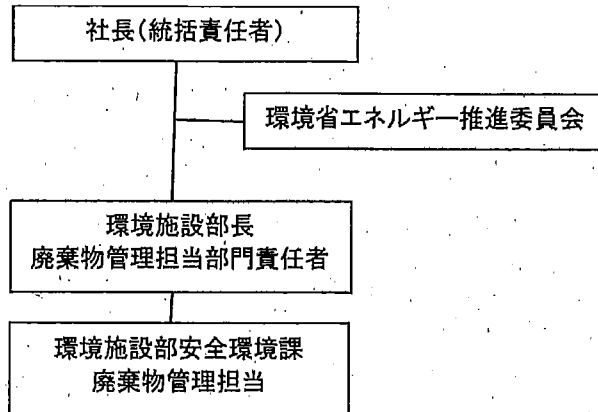 社長(統括責任者)
環境省エネルギー推進委員会
環境施設部長
廃棄物管理担当部門責任者
環境施設部安全環境課
廃棄物管理担当